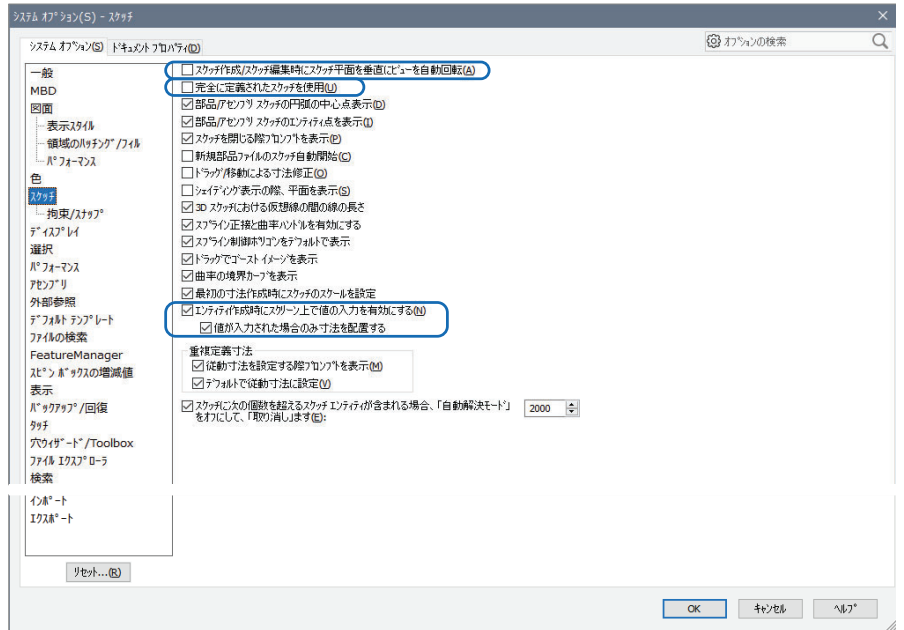 システム オプション(S) - スケッチ
システム オプション(S) ドキュメント プロパティ(D)
オプションの検索
一般
MBD
図面
表示スタイル
領域のハッチング/フィル
パフォーマンス
色
スケッチ
拘束/スナップ
ディスプレイ
選択
パフォーマンス
アセンブリ
外部参照
デフォルト テンプレート
ファイルの検索
FeatureManager
スピン ボックスの増減値
表示
バックアップ/回復
タッチ
穴ウィザード/Toolbox
ファイル エクスプローラ
検索
インポート
エクスポート
リセット...(R)
スケッチ作成/スケッチ編集時にスケッチ平面を垂直にビューを自動回転(A)
完全に定義されたスケッチを使用(U)
部品/アセンブリ スケッチの円弧の中心点表示(D)
部品/アセンブリ スケッチのエンティティ点を表示(I)
スケッチを閉じる際プロンプトを表示(P)
新規部品ファイルのスケッチ自動開始(C)
ドラッグ/移動による寸法修正(O)
シェイディング表示の際、平面を表示(S)
3D スケッチにおける仮想線の間の線の長さ
スプライン正接と曲率ハンドルを有効にする
スプライン制御ポリゴンをデフォルトで表示
ドラッグでゴースト イメージを表示
曲率の境界カーブを表示
最初の寸法作成時にスケッチのスケールを設定
エンティティ作成時にスクリーン上で値の入力を有効にする(N)
値が入力された場合のみ寸法を配置する
重複定義寸法
従動寸法を設定する際プロンプトを表示(M)
デフォルトで従動寸法に設定(V)
スケッチに次の個数を超えるスケッチ エンティティが含まれる場合、「自動解決モード」 2000
をオフにして、「取り消し」ます(E):
OK キャンセル ヘルプ